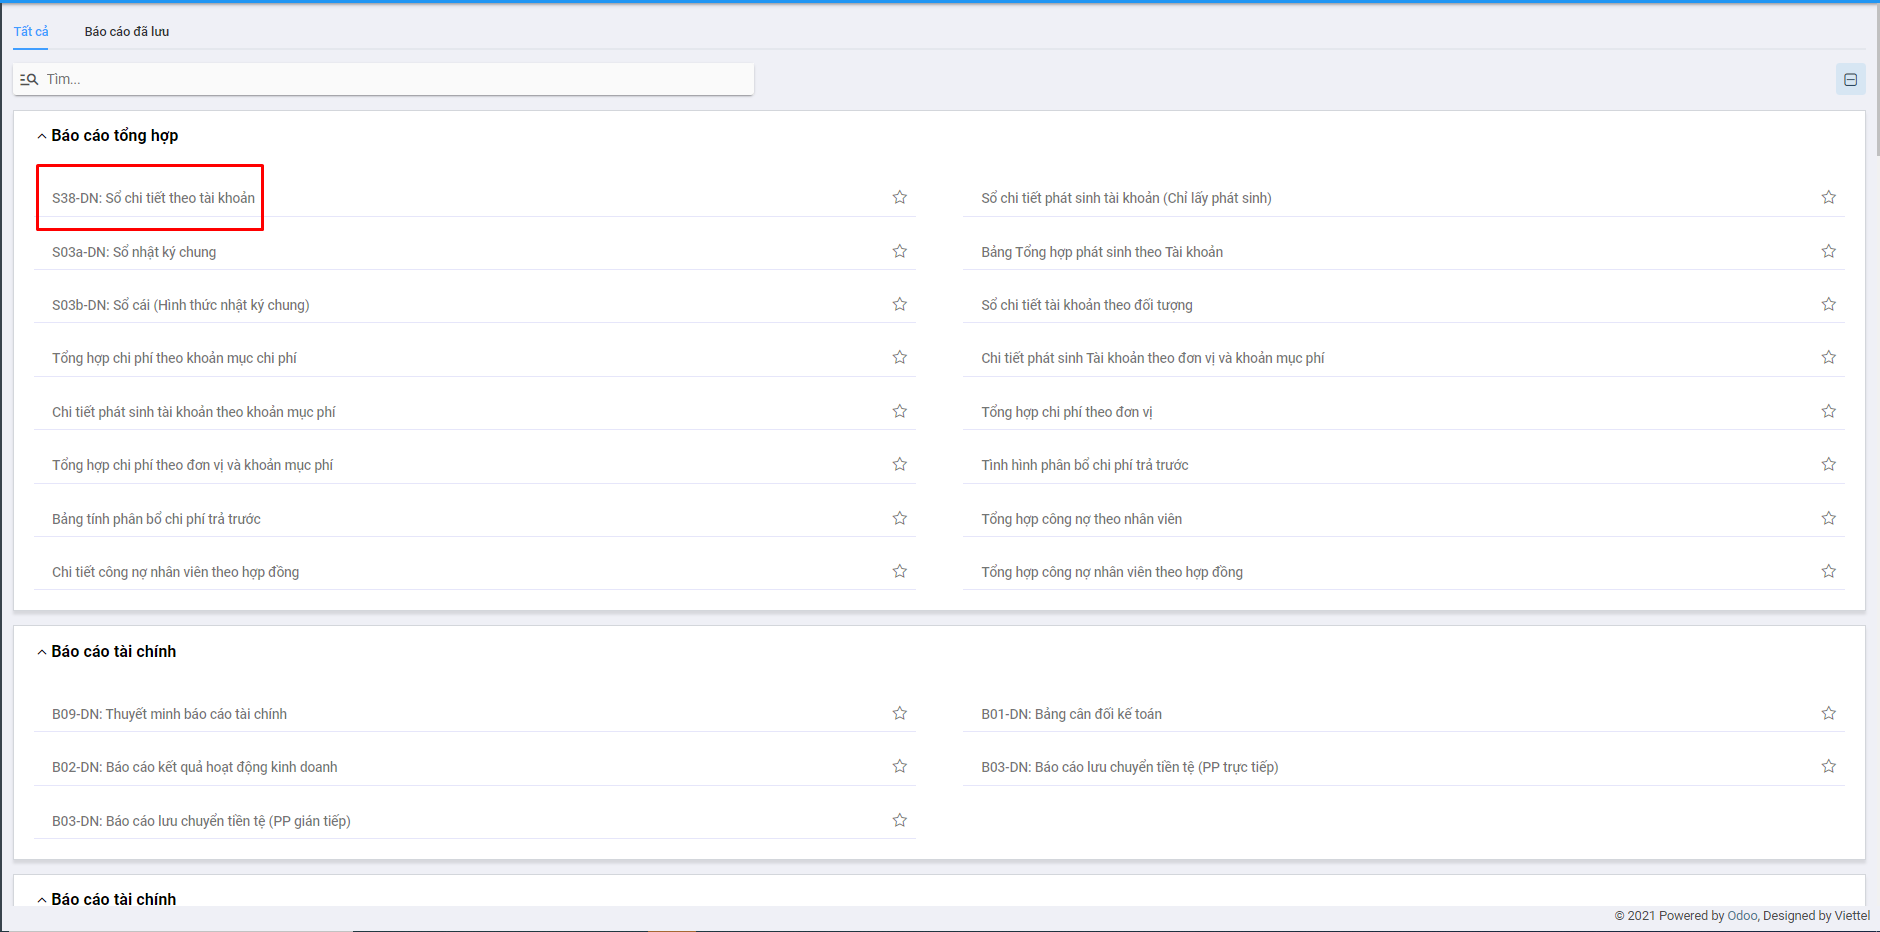 Tất cả Báo cáo đã lưu
Tìm...
Báo cáo tổng hợp
S38-DN: Sổ chi tiết theo tài khoản Sổ chi tiết phát sinh tài khoản (Chỉ lấy phát sinh)
S03a-DN: Sổ nhật ký chung Bảng Tổng hợp phát sinh theo Tài khoản
S03b-DN: Sổ cái (Hình thức nhật ký chung) Sổ chi tiết tài khoản theo đối tượng
Tổng hợp chi phí theo khoản mục chi phí Chi tiết phát sinh Tài khoản theo đơn vị và khoản mục phí
Chi tiết phát sinh tài khoản theo khoản mục phí Tổng hợp chi phí theo đơn vị
Tổng hợp chi phí theo đơn vị và khoản mục phí Tình hình phân bổ chi phí trả trước
Bảng tính phân bổ chi phí trả trước Tổng hợp công nợ theo nhân viên
Chi tiết công nợ nhân viên theo hợp đồng Tổng hợp công nợ nhân viên theo hợp đồng
Báo cáo tài chính
B09-DN: Thuyết minh báo cáo tài chính B01-DN: Bảng cân đối kế toán
B02-DN: Báo cáo kết quả hoạt động kinh doanh B03-DN: Báo cáo lưu chuyển tiền tệ (PP trực tiếp)
B03-DN: Báo cáo lưu chuyển tiền tệ (PP gián tiếp)
Báo cáo tài chính
© 2021 Powered by Odoo, Designed by Viettel